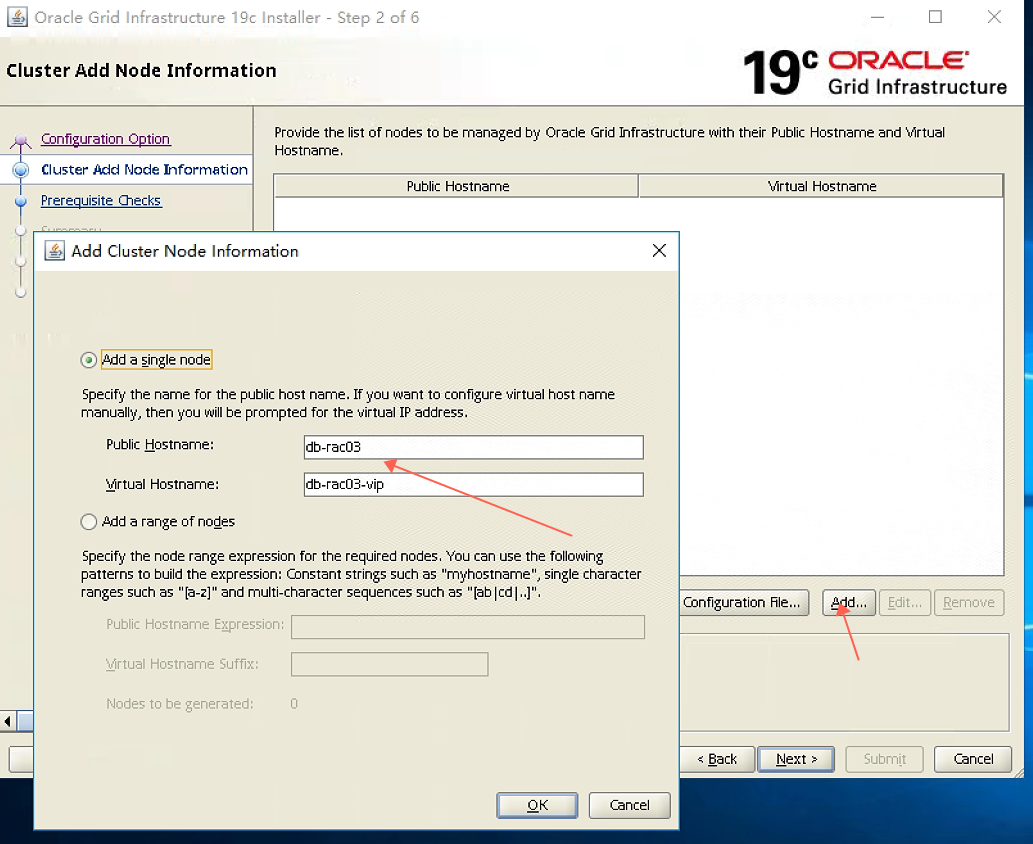 Oracle Grid Infrastructure 19c Installer - Step 2 of 6
Cluster Add Node Information
19c ORACLE
Grid Infrastructure
Configuration Option
Cluster Add Node Information
Prerequisite Checks
Summary
Provide the list of nodes to be managed by Oracle Grid Infrastructure with their Public Hostname and Virtual
Hostname.
Public Hostname Virtual Hostname
Add Cluster Node Information
Add a single node
Specify the name for the public host name. If you want to configure virtual host name
manually, then you will be prompted for the virtual IP address.
Public Hostname: db-rac03
Virtual Hostname: db-rac03-vip
Add a range of nodes
Specify the node range expression for the required nodes. You can use the following
patterns to build the expression: Constant strings such as "myhostname", single character
ranges such as "[a-z]" and multi-character sequences such as "[ab|cd|..]".
Public Hostname Expression:
Virtual Hostname Suffix:
Nodes to be generated: 0
OK Cancel
Configuration File... Add... Edit... Remove
< Back Next > Submit Cancel